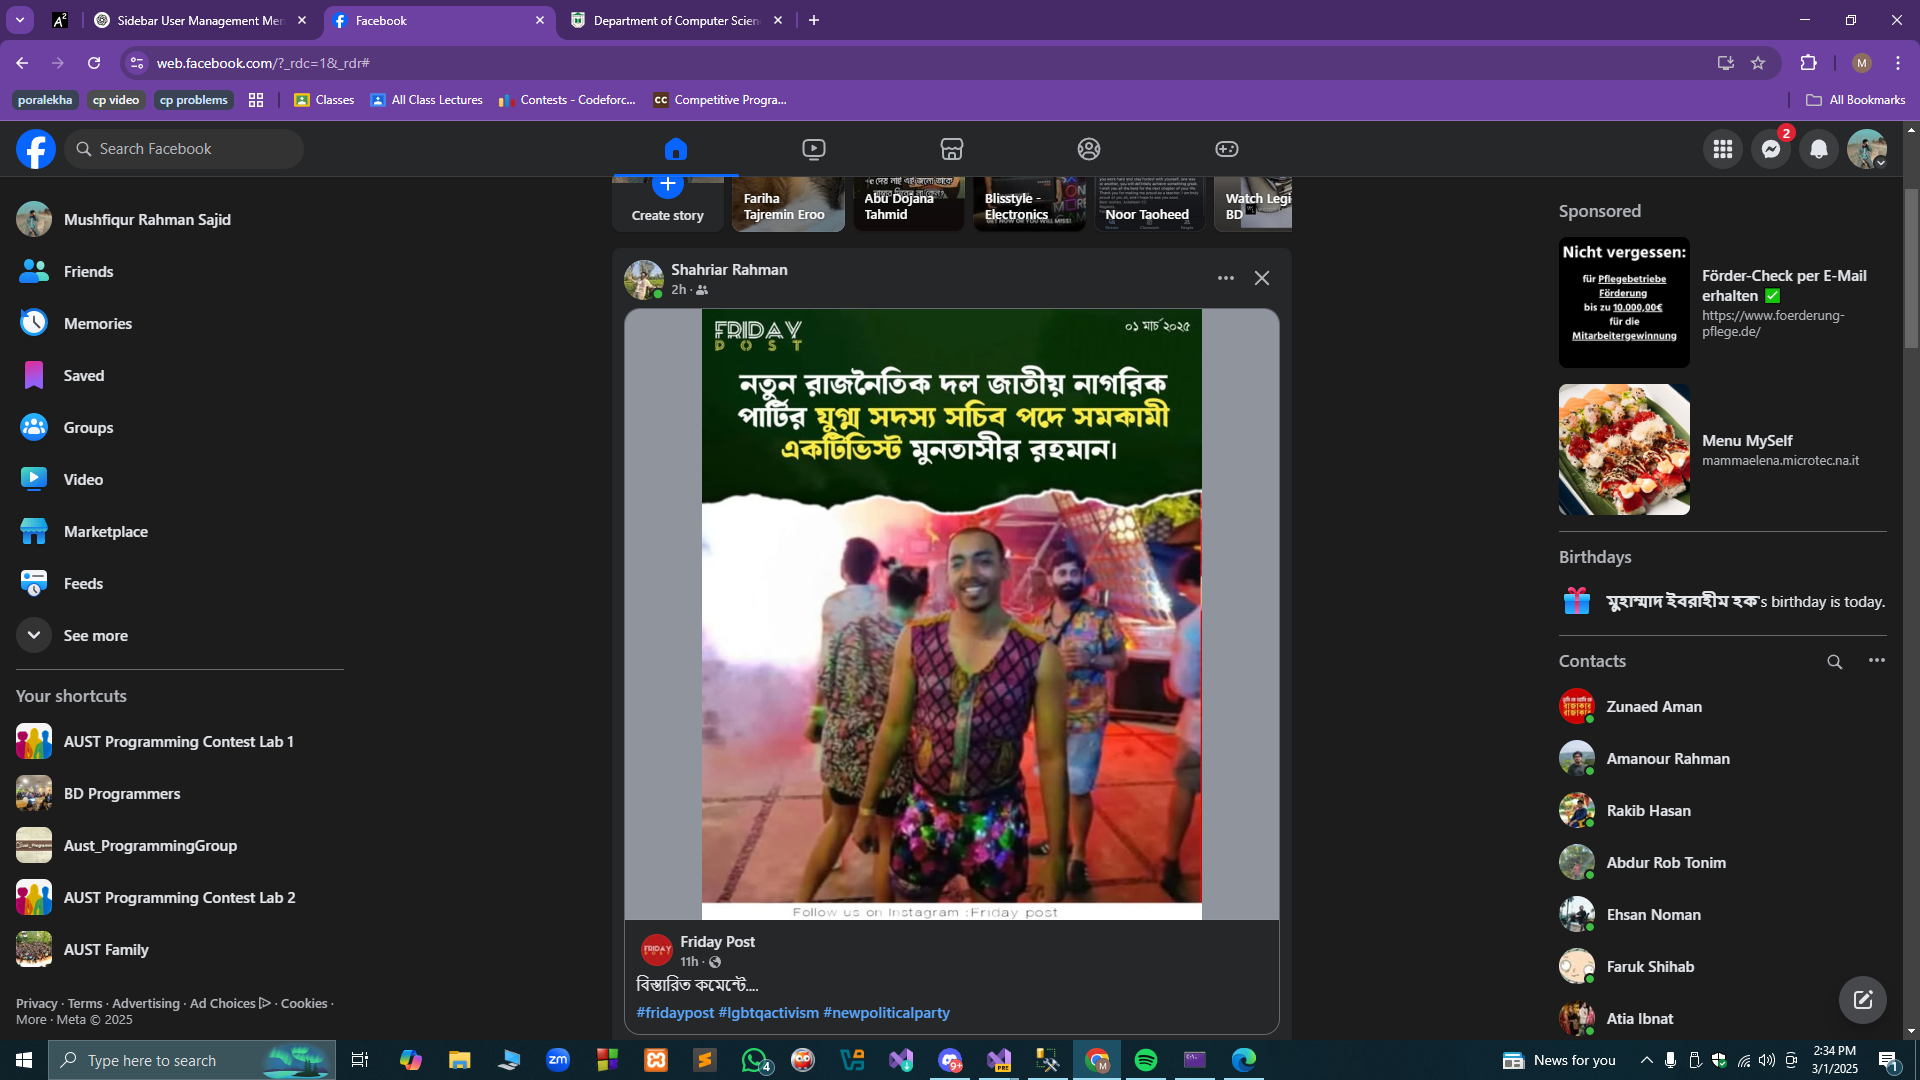 Sidebar User Management Mer
Facebook
Department of Computer Scien
web.facebook.com/?_rdc=1&_rdr#
poralekha
cp video
cp problems
Classes
All Class Lectures
Contests - Codeforc...
CC Competitive Progra...
All Bookmarks
Search Facebook
2
Mushfiqur Rahman Sajid
Friends
Memories
Saved
Groups
Video
Marketplace
Feeds
See more
Your shortcuts
AUST Programming Contest Lab 1
BD Programmers
Aust_ProgrammingGroup
AUST Programming Contest Lab 2
AUST Family
Privacy · Terms · Advertising · Ad Choices · Cookies ·
More · Meta © 2025
Create story
Fariha
Tajremin Eroo
Abu Dojana
Tahmid
Blisstyle -
Electronics
Noor Taoheed
Watch Legi
BD
Shahriar Rahman
2h ·
FRIDAY
POST
০১ মার্চ ২০২৫
নতুন রাজনৈতিক দল জাতীয় নাগরিক
পার্টির যুগ্ম সদস্য সচিব পদে সমকামী
একটিভিস্ট মুনতাসীর রহমান।
Follow us on Instagram :Friday post
Friday Post
11h ·
বিস্তারিত কমেন্টে....
#fridaypost #lgbtqactivism #newpoliticalparty
Sponsored
Nicht vergessen:
für Pflegebetriebe
Förderung
bis zu 10.000,00€
für die
Mitarbeitergewinnung
Förder-Check per E-Mail
erhalten ✅
https://www.foerderung-
pflege.de/
Menu MySelf
mammaelena.microtec.na.it
Birthdays
মুহাম্মাদ ইবরাহীম হক's birthday is today.
Contacts
Zunaed Aman
Amanour Rahman
Rakib Hasan
Abdur Rob Tonim
Ehsan Noman
Faruk Shihab
Atia Ibnat
Type here to search
zm
4
9+
PRE
News for you
2:34 PM
3/1/2025
1